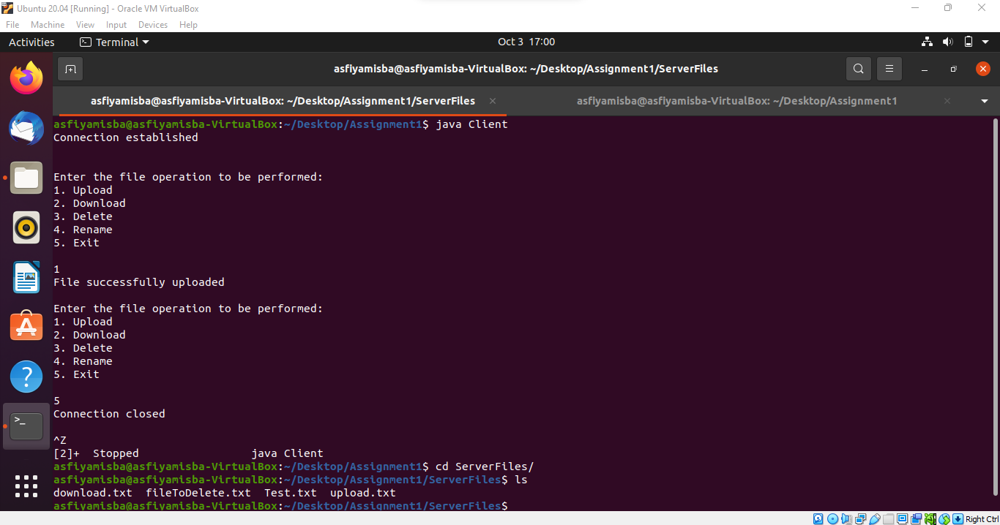 Ubuntu 20.04 [Running] - Oracle VM VirtualBox
File Machine View Input Devices Help
Activities Terminal Oct 3 17:00
asfiyamisba@asfiyamisba-VirtualBox: ~/Desktop/Assignment1/ServerFiles
asfiyamisba@asfiyamisba-VirtualBox: ~/Desktop/Assignment1/ServerFiles × asfiyamisba@asfiyamisba-VirtualBox: ~/Desktop/Assignment1 ×
asfiyamisba@asfiyamisba-VirtualBox:~/Desktop/Assignment1$ java Client
Connection established
Enter the file operation to be performed:
1. Upload
2. Download
3. Delete
4. Rename
5. Exit
1
File successfully uploaded
Enter the file operation to be performed:
1. Upload
2. Download
3. Delete
4. Rename
5. Exit
5
Connection closed
^Z
[2]+  Stopped                 java Client
asfiyamisba@asfiyamisba-VirtualBox:~/Desktop/Assignment1$ cd ServerFiles/
asfiyamisba@asfiyamisba-VirtualBox:~/Desktop/Assignment1/ServerFiles$ ls
download.txt  fileToDelete.txt  Test.txt  upload.txt
asfiyamisba@asfiyamisba-VirtualBox:~/Desktop/Assignment1/ServerFiles$
Right Ctrl